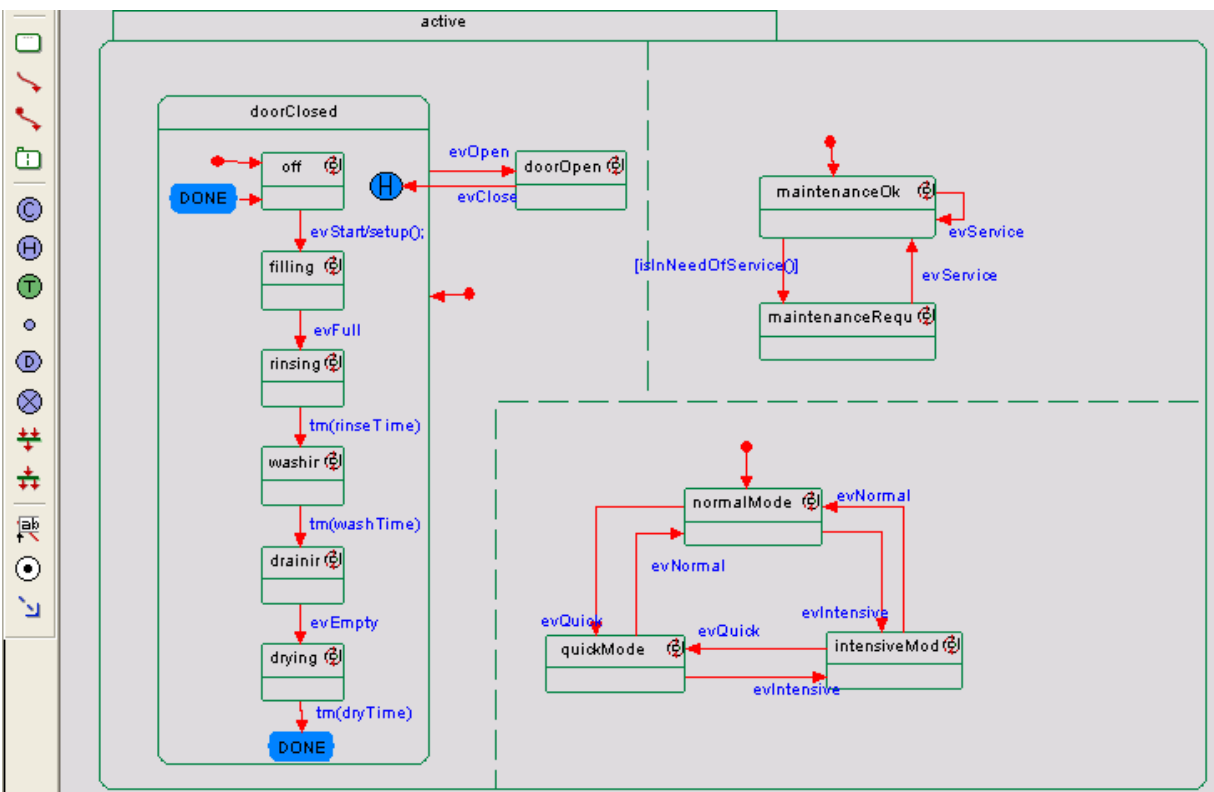 active
doorClosed
off
DONE
evStart/setup();
filling
evFull
rinsing
tm(rinseTime)
washir
tm(washTime)
drainir
evEmpty
drying
tm(dryTime)
DONE
H
evOpen
doorOpen
evClose
maintenanceOk
evService
[isInNeedOfService()]
evService
maintenanceRequ
normalMode
evNormal
evNormal
evQuick
evIntensive
quickMode
evQuick
intensiveMod
evIntensive
C
H
T
D
ab